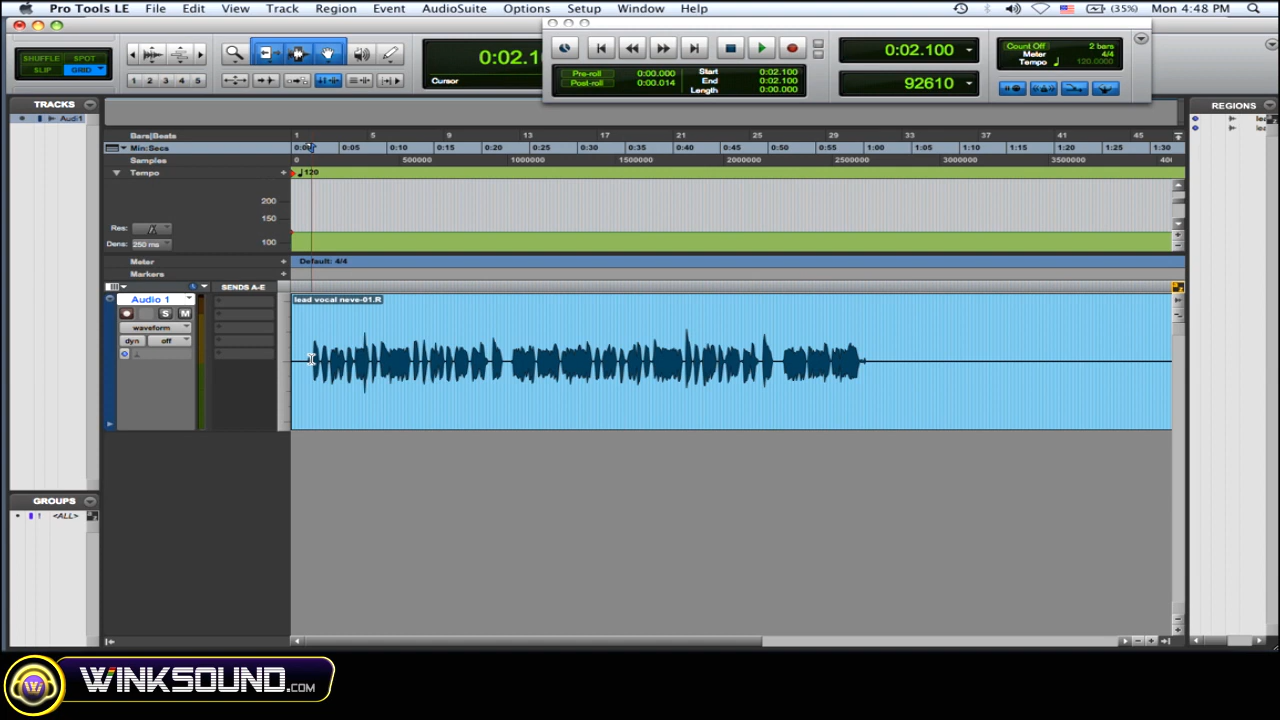 Pro Tools LE File Edit View Track Region Event AudioSuite Options Setup Window Help (35%) Mon 4:48 PM
SHUFFLE SPOT
SLIP GRID
1 2 3 4 5
0:02.10
Cursor
Pre-roll 0:00.000
Post-roll 0:00.014
Start 0:02.100
End 0:02.100
Length 0:00.000
0:02.100
92610
Count Off 2 bars
Meter 4/4
Tempo 120.0000
TRACKS
Audi1
REGIONS
lea
lea
Bars|Beats 1 5 9 13 17 21 25 29 33 37 41 45
Min:Secs 0:00 0:05 0:10 0:15 0:20 0:25 0:30 0:35 0:40 0:45 0:50 0:55 1:00 1:05 1:10 1:15 1:20 1:25 1:30
Samples 0 500000 1000000 1500000 2000000 2500000 3000000 3500000 400
Tempo 120
200
150
100
Res:
Dens: 250 ms
Meter Default: 4/4
Markers
SENDS A-E
Audio 1
S M
waveform
dyn off
lead vocal neve-01.R
GROUPS
1 <ALL>
W WINKSOUND.COM